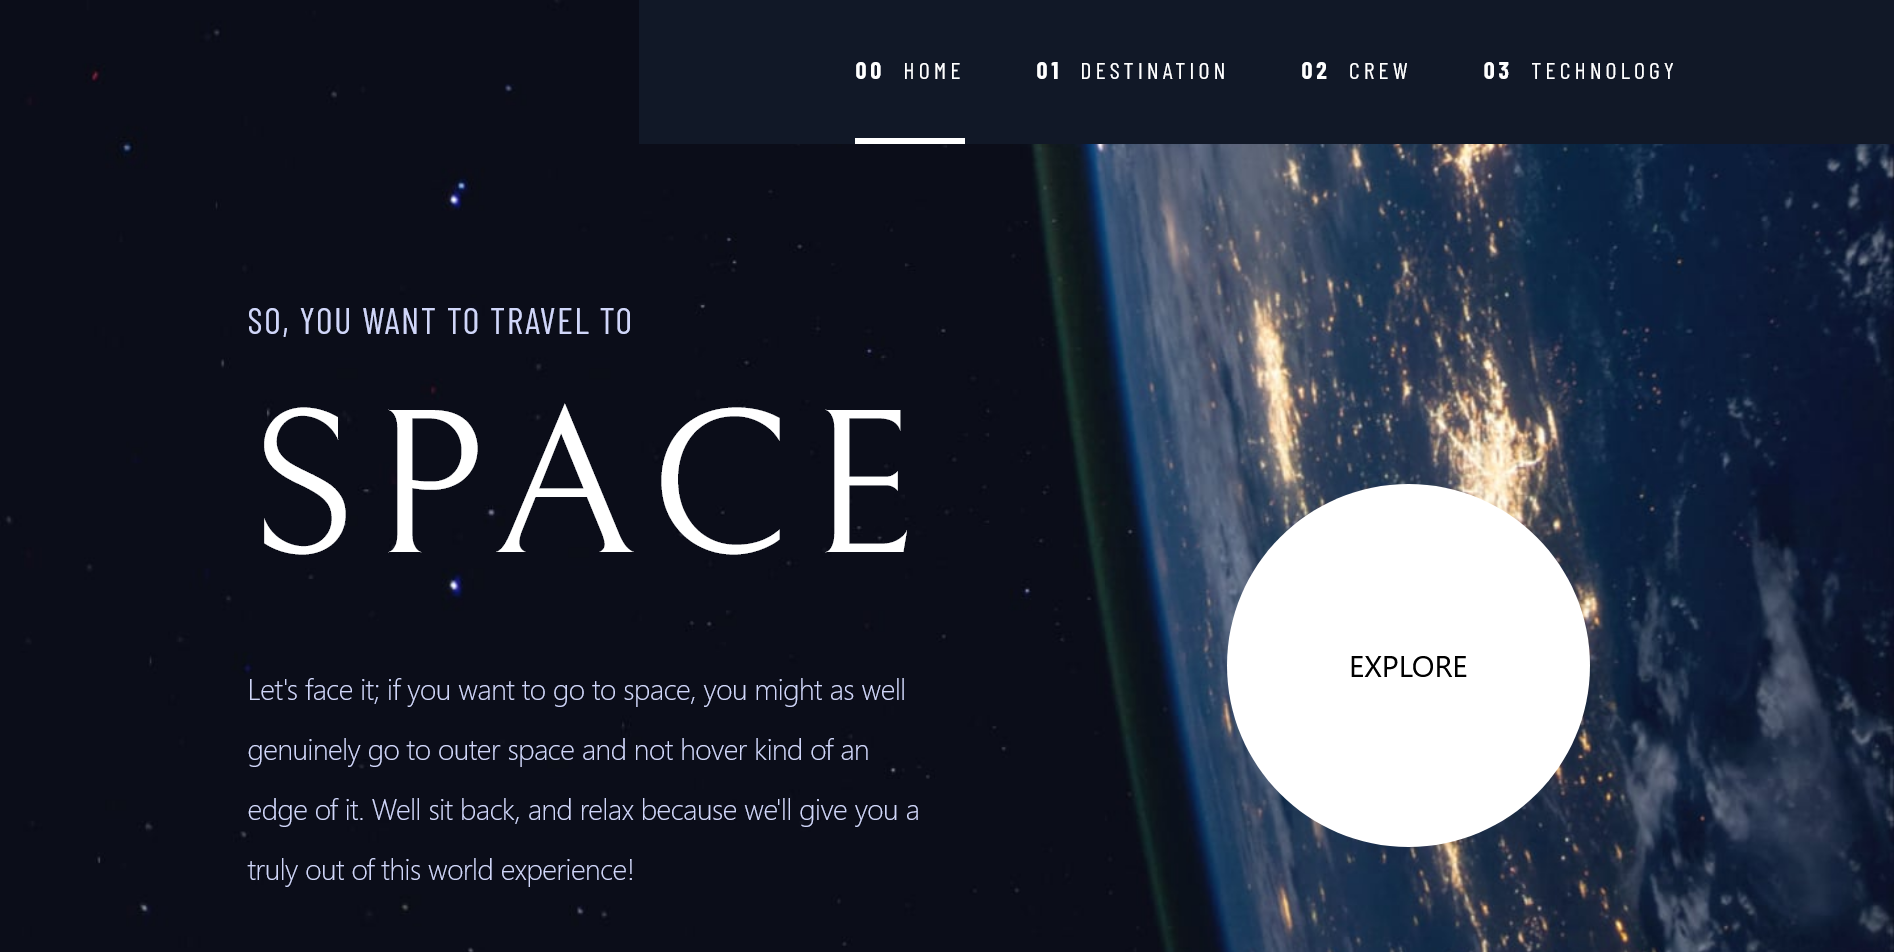 00 HOME 01 DESTINATION 02 CREW 03 TECHNOLOGY
SO, YOU WANT TO TRAVEL TO
SPACE
Let's face it; if you want to go to space, you might as well
genuinely go to outer space and not hover kind of an
edge of it. Well sit back, and relax because we'll give you a
truly out of this world experience!
EXPLORE